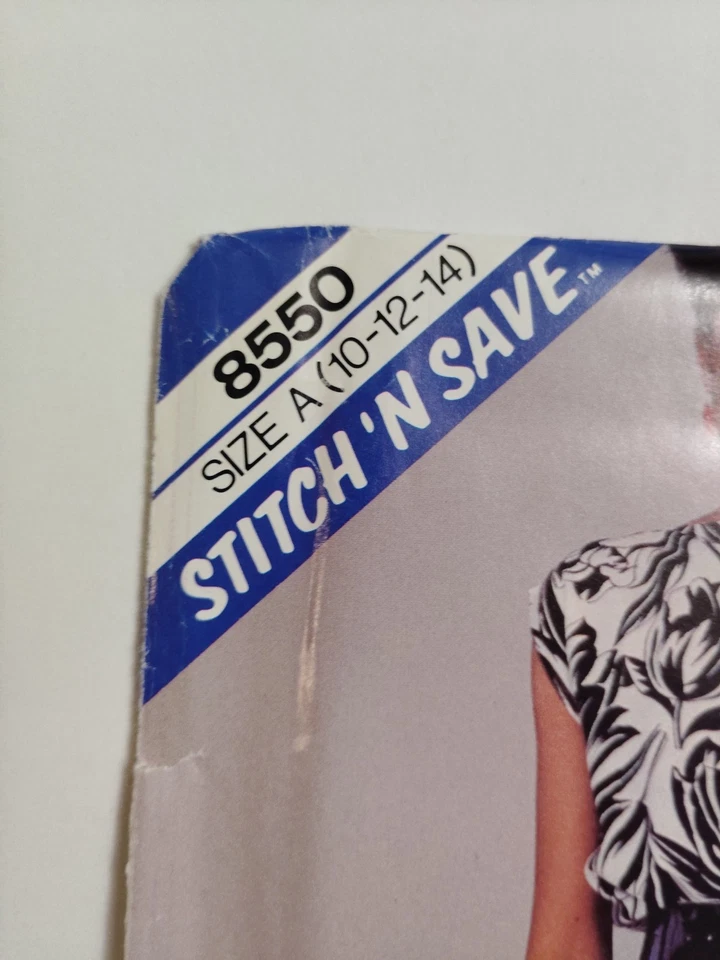 8550
SIZE A (10-12-14)
STITCH 'N SAVE™